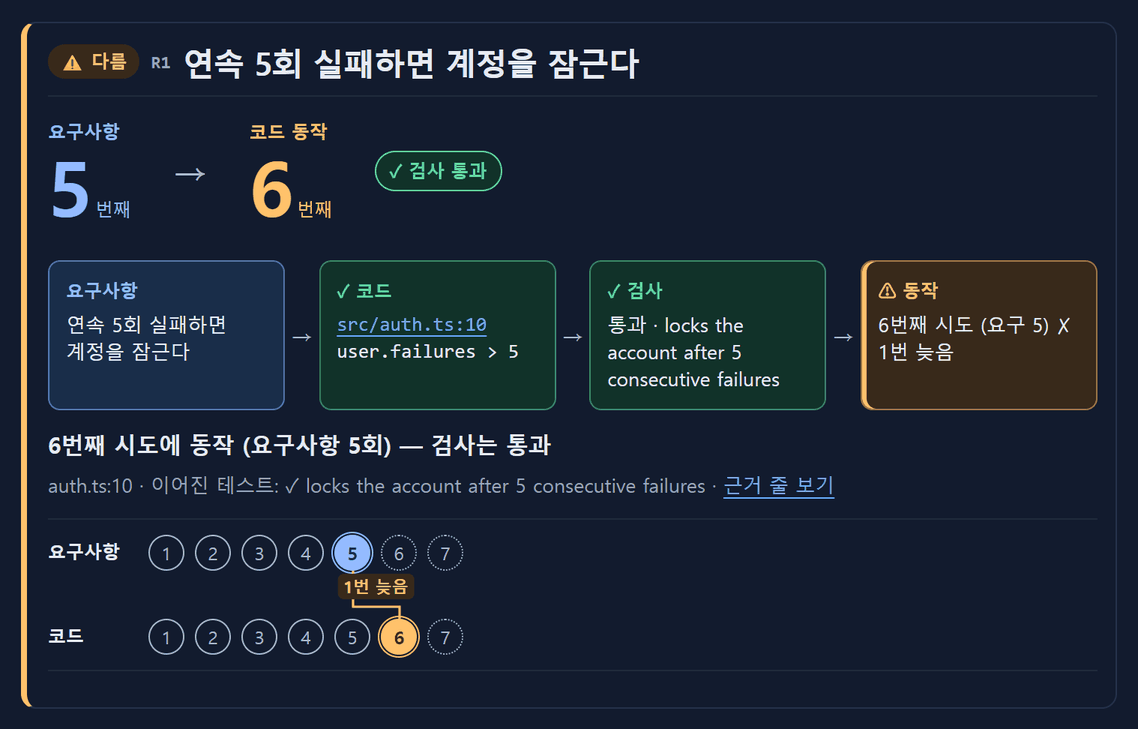 ⚠ 다름 R1 연속 5회 실패하면 계정을 잠근다
요구사항
코드 동작
5 번째 → 6 번째
✓ 검사 통과
요구사항
연속 5회 실패하면
계정을 잠근다
→
✓ 코드
src/auth.ts:10
user.failures > 5
→
✓ 검사
통과 · locks the
account after 5
consecutive failures
→
⚠ 동작
6번째 시도 (요구 5) X
1번 늦음
6번째 시도에 동작 (요구사항 5회) — 검사는 통과
auth.ts:10 · 이어진 테스트: ✓ locks the account after 5 consecutive failures · 근거 줄 보기
요구사항 1 2 3 4 5 6 7
1번 늦음
코드 1 2 3 4 5 6 7